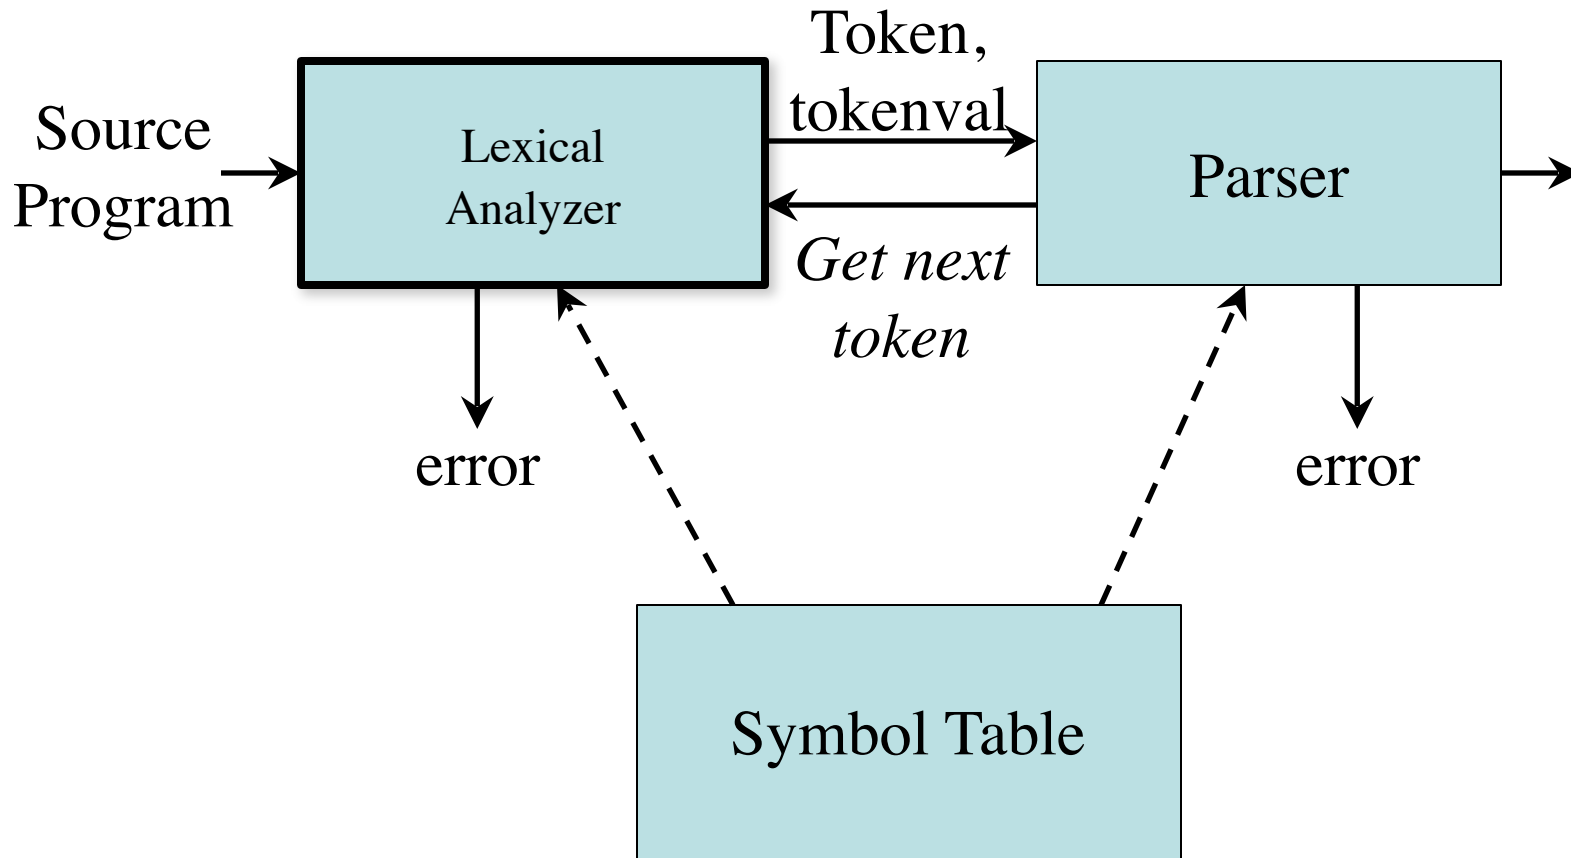 Source
Program
Lexical
Analyzer
Token,
tokenval
Get next
token
Parser
error
error
Symbol Table